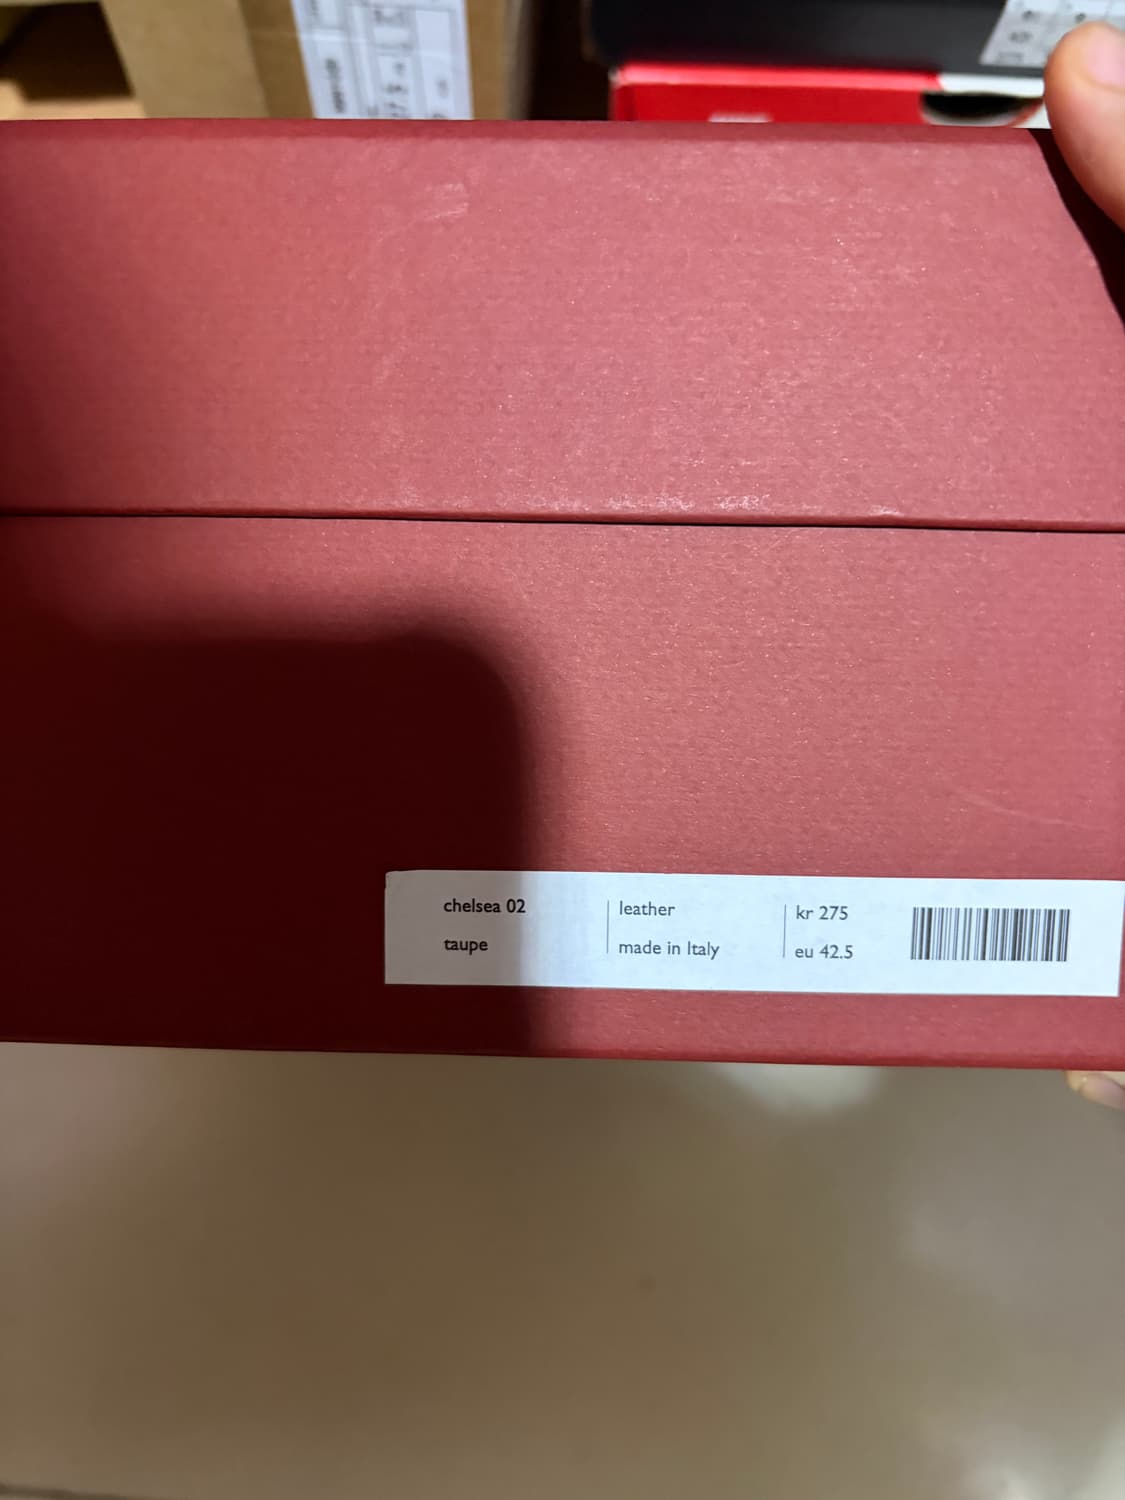 chelsea 02
taupe
leather
made in Italy
kr 275
eu 42.5